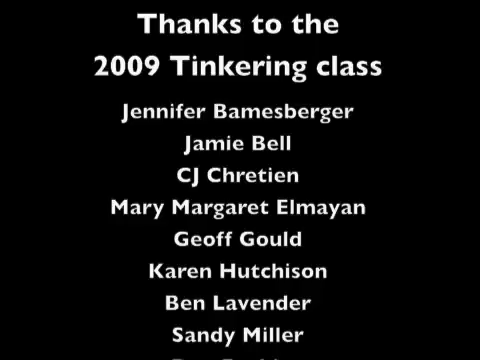 Thanks to the
2009 Tinkering class
Jennifer Bamesberger
Jamie Bell
CJ Chretien
Mary Margaret Elmayan
Geoff Gould
Karen Hutchison
Ben Lavender
Sandy Miller